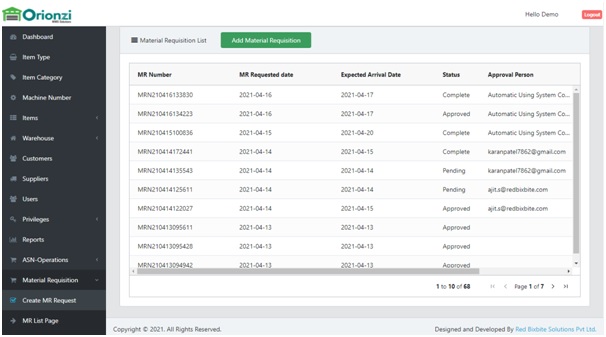 Orionzi
Hello Demo
Logout
Dashboard
Item Type
Item Category
Machine Number
Items
Warehouse
Customers
Suppliers
Users
Privileges
Reports
ASN-Operations
Material Requisition
Create MR Request
MR List Page
Material Requisition List
Add Material Requisition
MR Number MR Requested date Expected Arrival Date Status Approval Person
MRN210416133830 2021-04-16 2021-04-17 Complete Automatic Using System Co...
MRN210416134223 2021-04-16 2021-04-17 Approved Automatic Using System Co...
MRN210415100836 2021-04-15 2021-04-20 Complete Automatic Using System Co...
MRN210414172441 2021-04-14 2021-04-15 Complete karanpatel7862@gmail.com
MRN210414135543 2021-04-14 2021-04-14 Pending karanpatel7862@gmail.com
MRN210414125611 2021-04-14 2021-04-14 Pending ajit.s@redbixbite.com
MRN210414122027 2021-04-14 2021-04-15 Approved ajit.s@redbixbite.com
MRN210413095611 2021-04-13 2021-04-13 Approved
MRN210413095428 2021-04-13 2021-04-13 Approved
MRN210413094942 2021-04-13 2021-04-13 Approved
1 to 10 of 68 Page 1 of 7
Copyright © 2021. All Rights Reserved.
Designed and Developed By Red Bixbite Solutions Pvt Ltd.